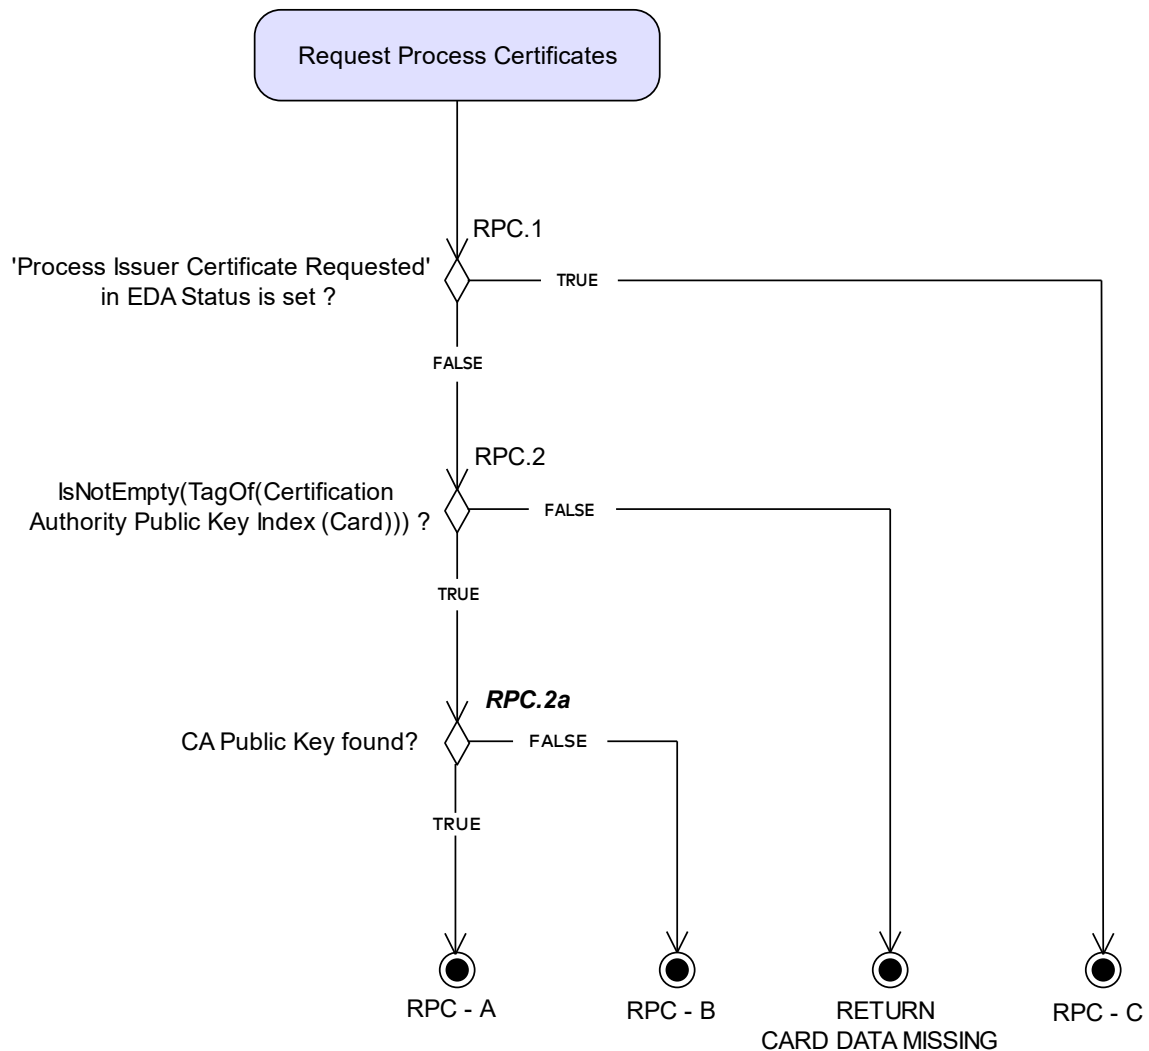 Request Process Certificates
RPC.1
'Process Issuer Certificate Requested'
in EDA Status is set ?
TRUE
FALSE
RPC.2
IsNotEmpty(TagOf(Certification
Authority Public Key Index (Card))) ?
FALSE
TRUE
RPC.2a
CA Public Key found?
FALSE
TRUE
RPC - A
RPC - B
RETURN
CARD DATA MISSING
RPC - C